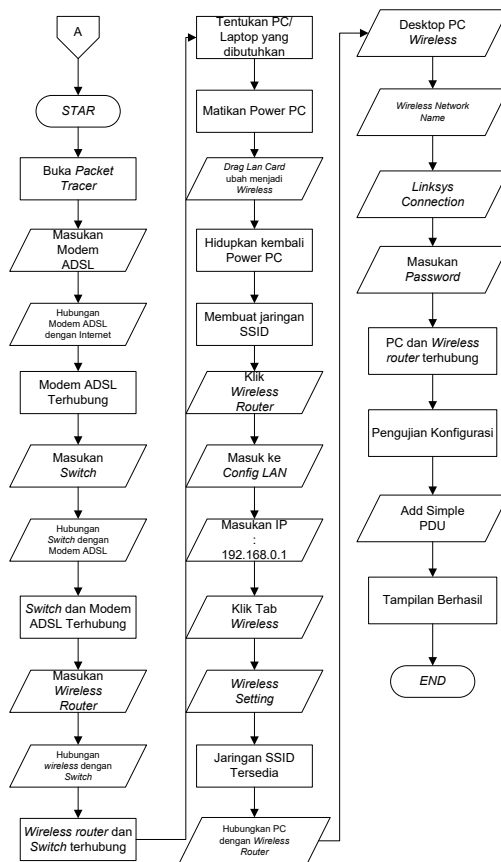 A
STAR
Buka Packet
Tracer
Masukan
Modem
ADSL
Hubungan
Modem ADSL
dengan Internet
Modem ADSL
Terhubung
Masukan
Switch
Hubungan
Switch dengan
Modem ADSL
Switch dan Modem
ADSL Terhubung
Masukan
Wireless
Router
Hubungan
wireless dengan
Switch
Wireless router dan
Switch terhubung
Tentukan PC/
Laptop yang
dibutuhkan
Matikan Power PC
Drag Lan Card
ubah menjadi
Wireless
Hidupkan kembali
Power PC
Membuat jaringan
SSID
Klik
Wireless
Router
Masuk ke
Config LAN
Masukan IP
:
192.168.0.1
Klik Tab
Wireless
Wireless
Setting
Jaringan SSID
Tersedia
Hubungkan PC
dengan Wireless
Router
Desktop PC
Wireless
Wireless Network
Name
Linksys
Connection
Masukan
Password
PC dan Wireless
router terhubung
Pengujian Konfigurasi
Add Simple
PDU
Tampilan Berhasil
END